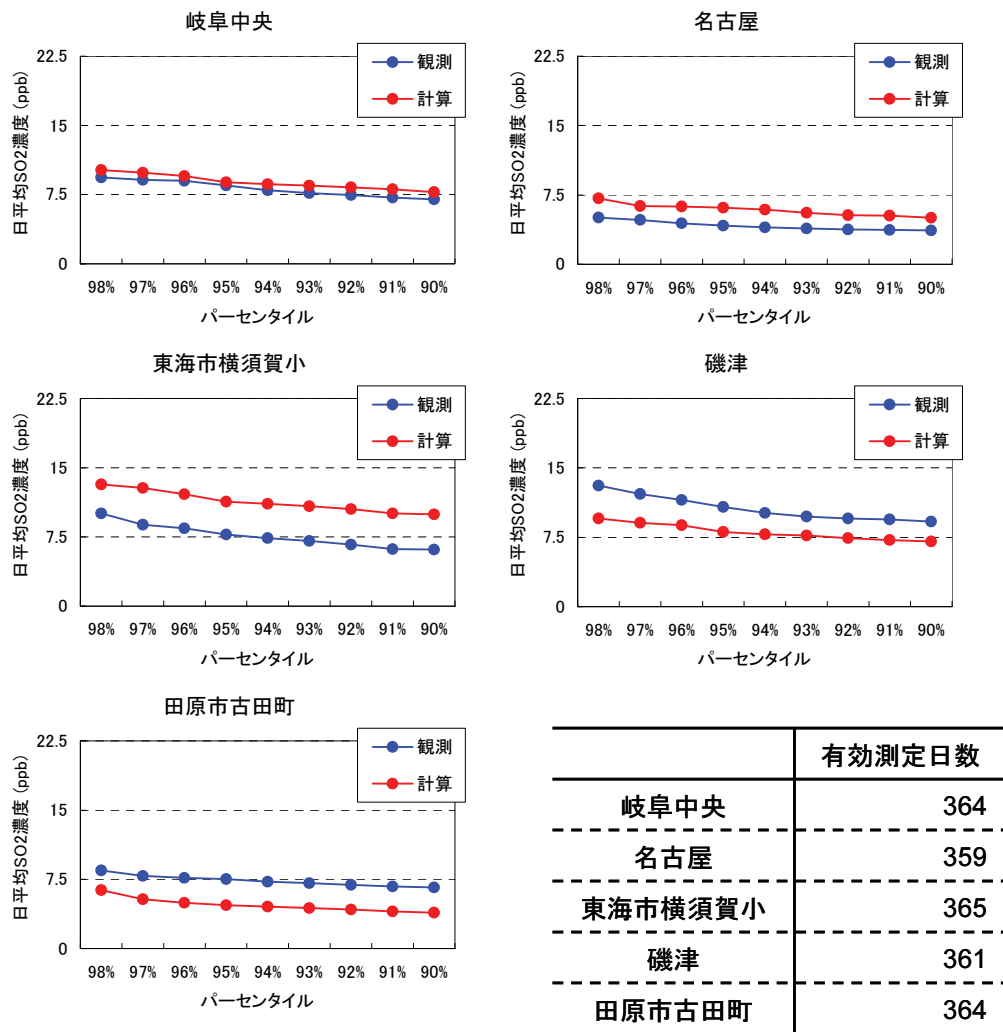 岐阜中央
日平均SO2濃度 (ppb)
22.5
15
7.5
0
観測
計算
98% 97% 96% 95% 94% 93% 92% 91% 90%
パーセンタイル
名古屋
日平均SO2濃度 (ppb)
22.5
15
7.5
0
観測
計算
98% 97% 96% 95% 94% 93% 92% 91% 90%
パーセンタイル
東海市横須賀小
日平均SO2濃度 (ppb)
22.5
15
7.5
0
観測
計算
98% 97% 96% 95% 94% 93% 92% 91% 90%
パーセンタイル
磯津
日平均SO2濃度 (ppb)
22.5
15
7.5
0
観測
計算
98% 97% 96% 95% 94% 93% 92% 91% 90%
パーセンタイル
田原市古田町
日平均SO2濃度 (ppb)
22.5
15
7.5
0
観測
計算
98% 97% 96% 95% 94% 93% 92% 91% 90%
パーセンタイル
有効測定日数
岐阜中央 364
名古屋 359
東海市横須賀小 365
磯津 361
田原市古田町 364